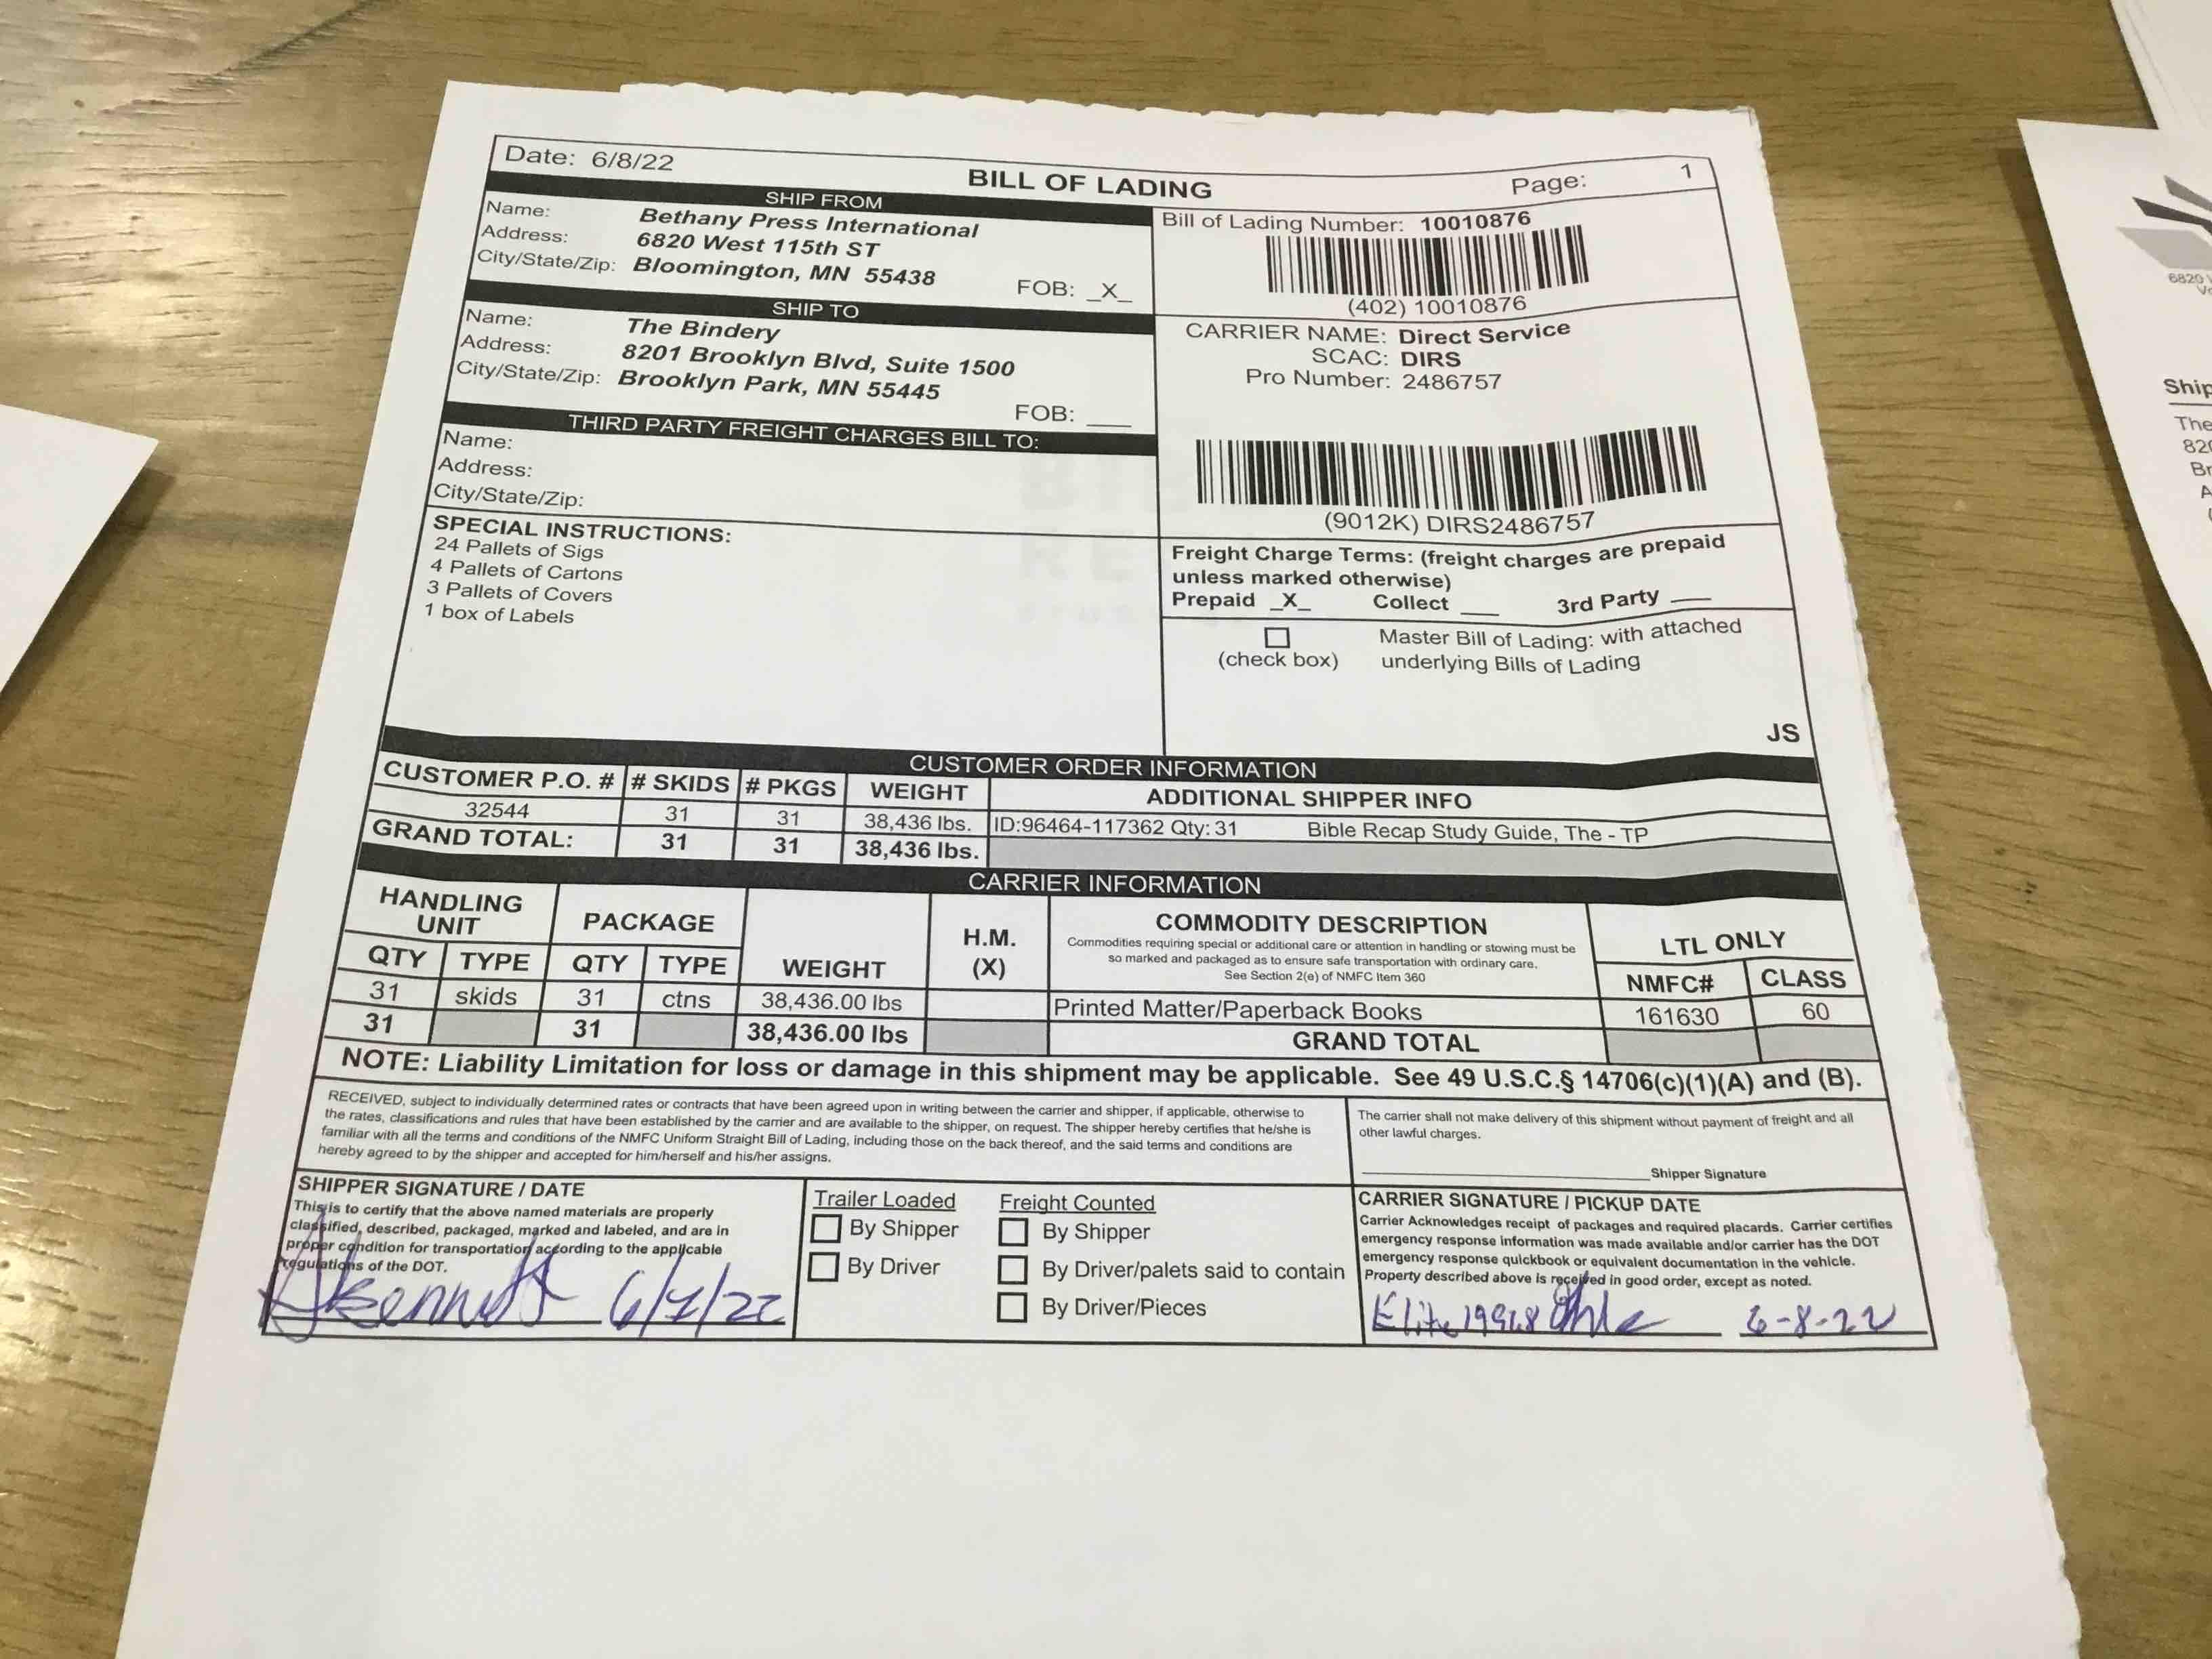 Date: 6/8/22
BILL OF LADING
Page: 1
SHIP FROM
Name: Bethany Press International
Address: 6820 West 115th ST
City/State/Zip: Bloomington, MN 55438
FOB: _X_
SHIP TO
Name: The Bindery
Address: 8201 Brooklyn Blvd, Suite 1500
City/State/Zip: Brooklyn Park, MN 55445
FOB: ___
THIRD PARTY FREIGHT CHARGES BILL TO:
Name:
Address:
City/State/Zip:
SPECIAL INSTRUCTIONS:
24 Pallets of Sigs
4 Pallets of Cartons
3 Pallets of Covers
1 box of Labels
Bill of Lading Number: 10010876
(402) 10010876
CARRIER NAME: Direct Service
SCAC: DIRS
Pro Number: 2486757
(9012K) DIRS2486757
Freight Charge Terms: (freight charges are prepaid
unless marked otherwise)
Prepaid _X_ Collect ___ 3rd Party ___
Master Bill of Lading: with attached
(check box) underlying Bills of Lading
JS
CUSTOMER ORDER INFORMATION
CUSTOMER P.O. # # SKIDS # PKGS WEIGHT ADDITIONAL SHIPPER INFO
32544 31 31 38,436 lbs. ID:96464-117362 Qty: 31 Bible Recap Study Guide, The - TP
GRAND TOTAL: 31 31 38,436 lbs.
CARRIER INFORMATION
HANDLING
UNIT
PACKAGE
WEIGHT
H.M.
(X)
COMMODITY DESCRIPTION
Commodities requiring special or additional care or attention in handling or stowing must be
so marked and packaged as to ensure safe transportation with ordinary care.
See Section 2(e) of NMFC Item 360
LTL ONLY
QTY TYPE QTY TYPE
NMFC# CLASS
31 skids 31 ctns 38,436.00 lbs Printed Matter/Paperback Books 161630 60
31 31 38,436.00 lbs GRAND TOTAL
NOTE: Liability Limitation for loss or damage in this shipment may be applicable. See 49 U.S.C.§ 14706(c)(1)(A) and (B).
RECEIVED, subject to individually determined rates or contracts that have been agreed upon in writing between the carrier and shipper, if applicable, otherwise to
the rates, classifications and rules that have been established by the carrier and are available to the shipper, on request. The shipper hereby certifies that he/she is
familiar with all the terms and conditions of the NMFC Uniform Straight Bill of Lading, including those on the back thereof, and the said terms and conditions are
hereby agreed to by the shipper and accepted for him/herself and his/her assigns.
The carrier shall not make delivery of this shipment without payment of freight and all
other lawful charges.
Shipper Signature
SHIPPER SIGNATURE / DATE
This is to certify that the above named materials are properly
classified, described, packaged, marked and labeled, and are in
proper condition for transportation according to the applicable
regulations of the DOT.
Trailer Loaded
By Shipper
By Driver
Freight Counted
By Shipper
By Driver/palets said to contain
By Driver/Pieces
CARRIER SIGNATURE / PICKUP DATE
Carrier Acknowledges receipt of packages and required placards. Carrier certifies
emergency response information was made available and/or carrier has the DOT
emergency response quickbook or equivalent documentation in the vehicle.
Property described above is received in good order, except as noted.
Elite 6-8-22
6820
Ship
The